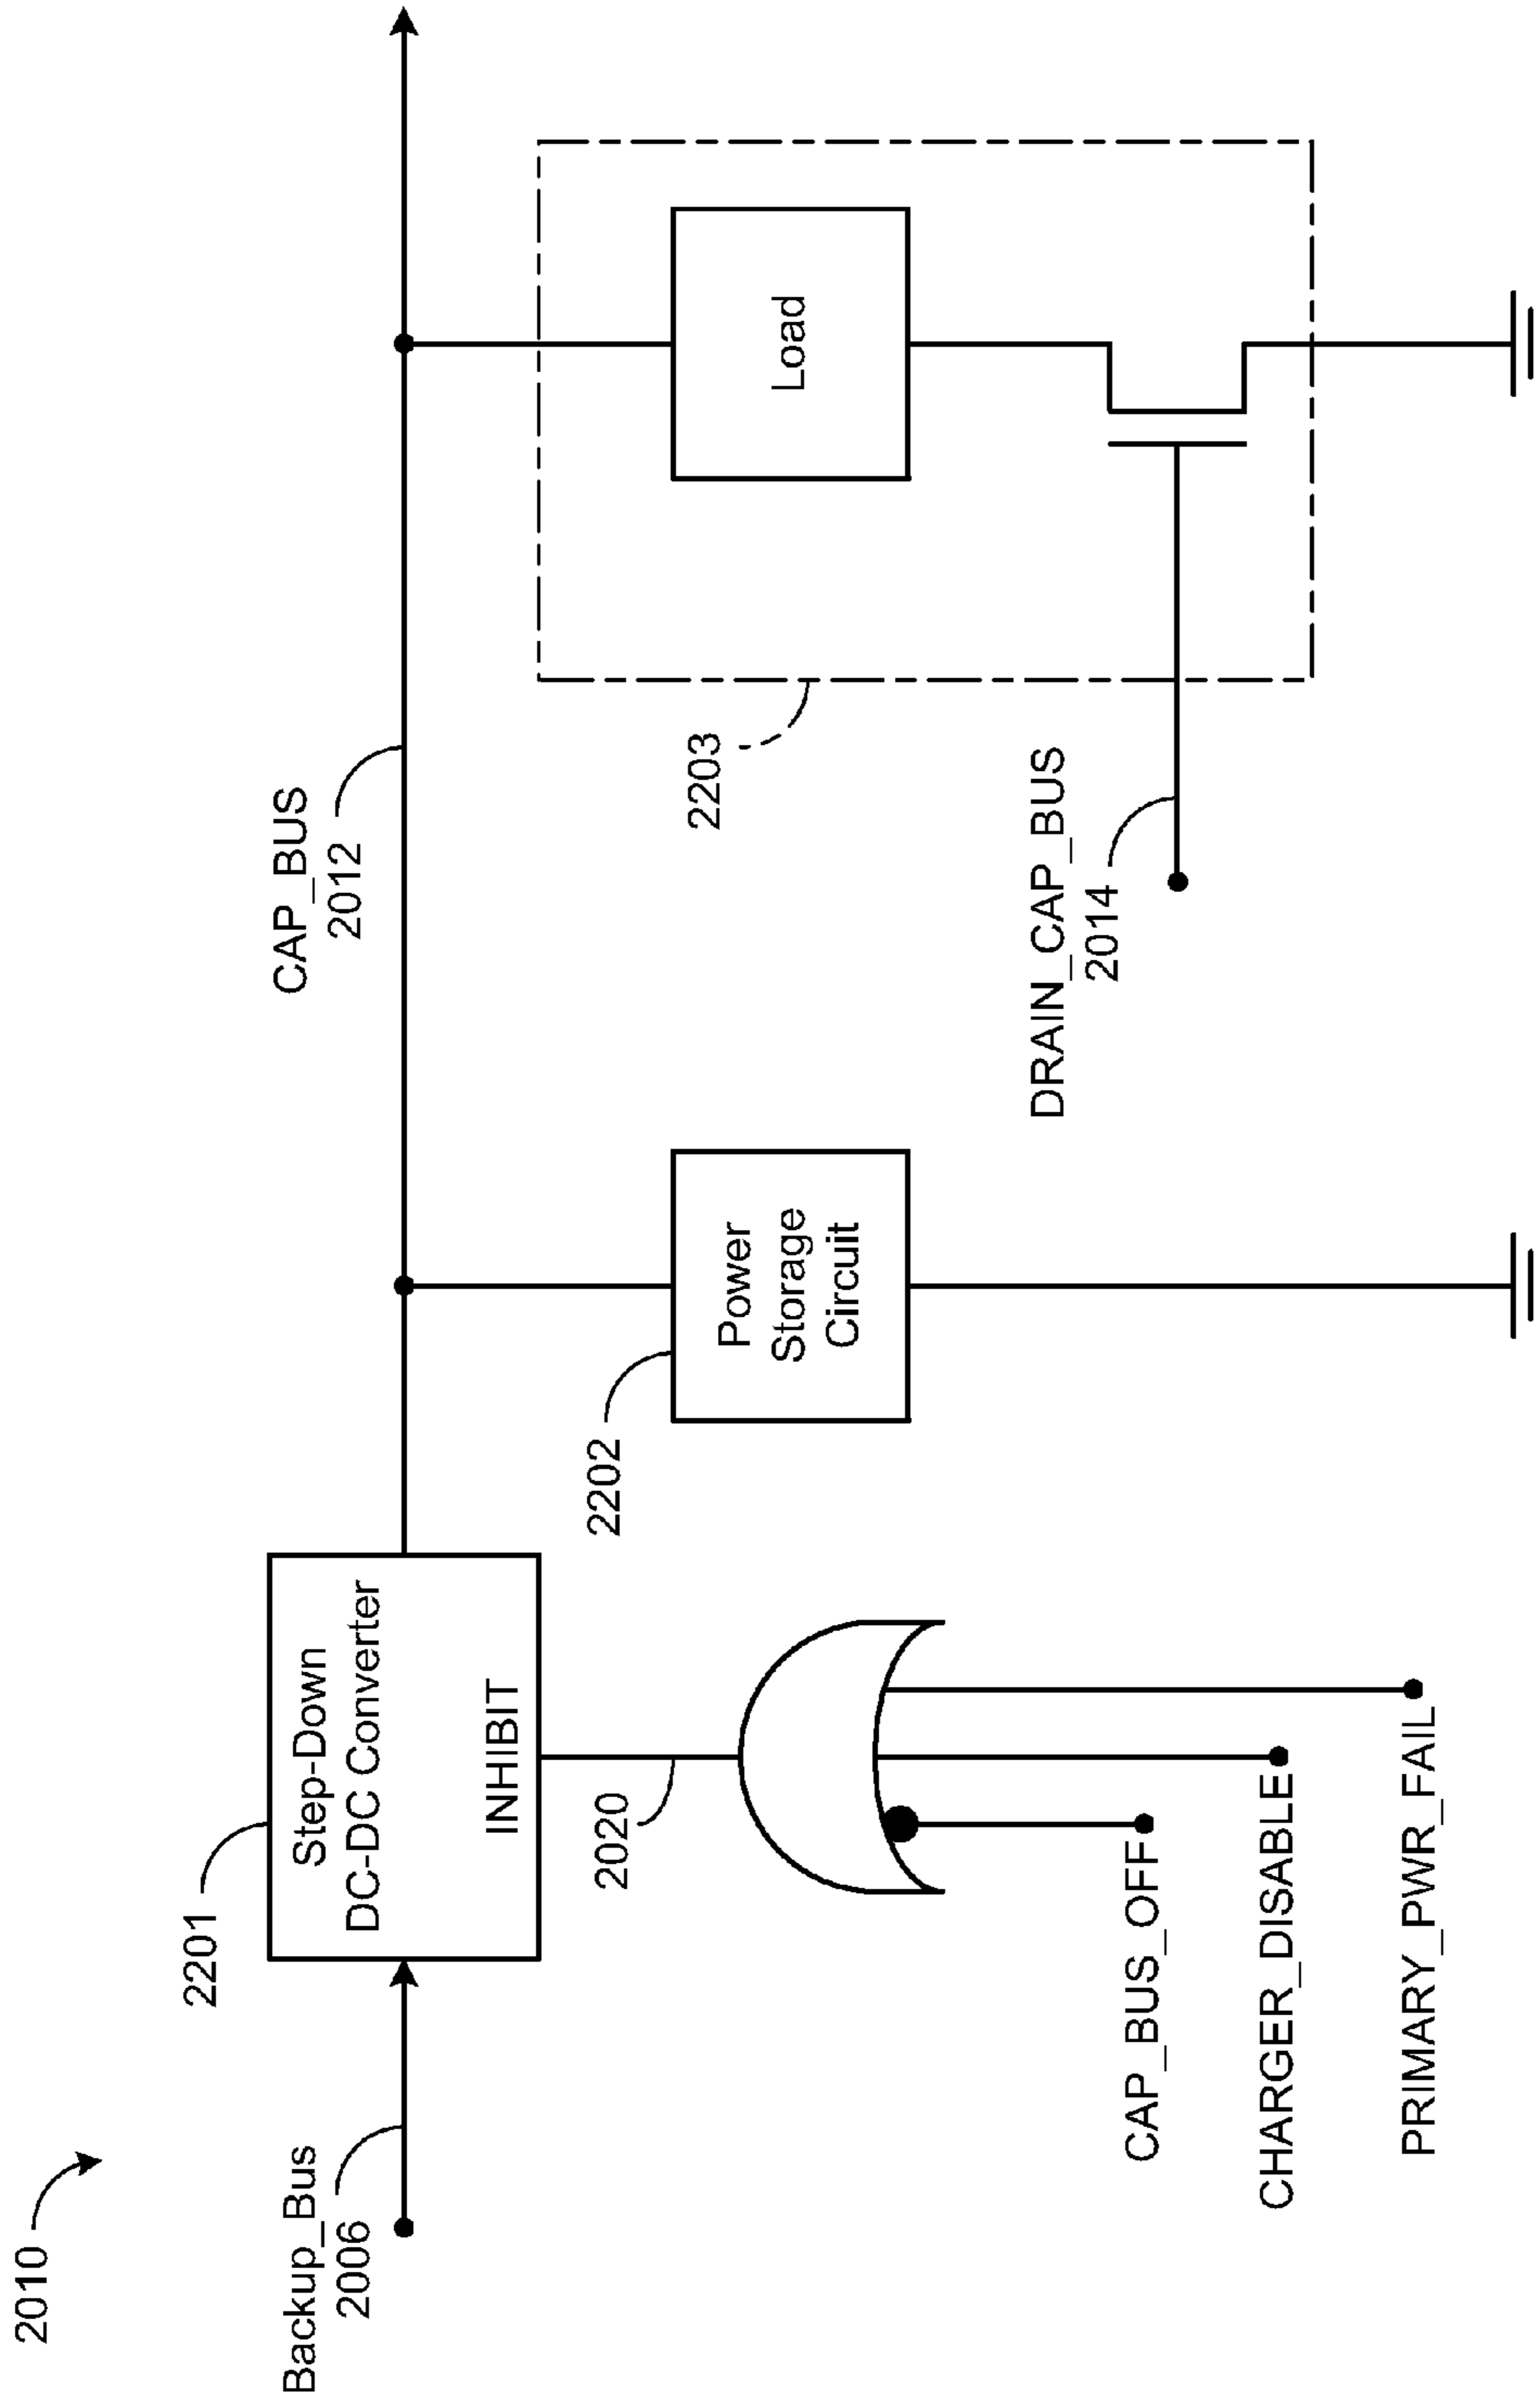 2010
Backup_Bus
2006
2201
Step-Down
DC-DC Converter
INHIBIT
2020
CAP_BUS_OFF
CHARGER_DISABLE
PRIMARY_PWR_FAIL
2202
Power
Storage
Circuit
CAP_BUS
2012
2203
Load
DRAIN_CAP_BUS
2014